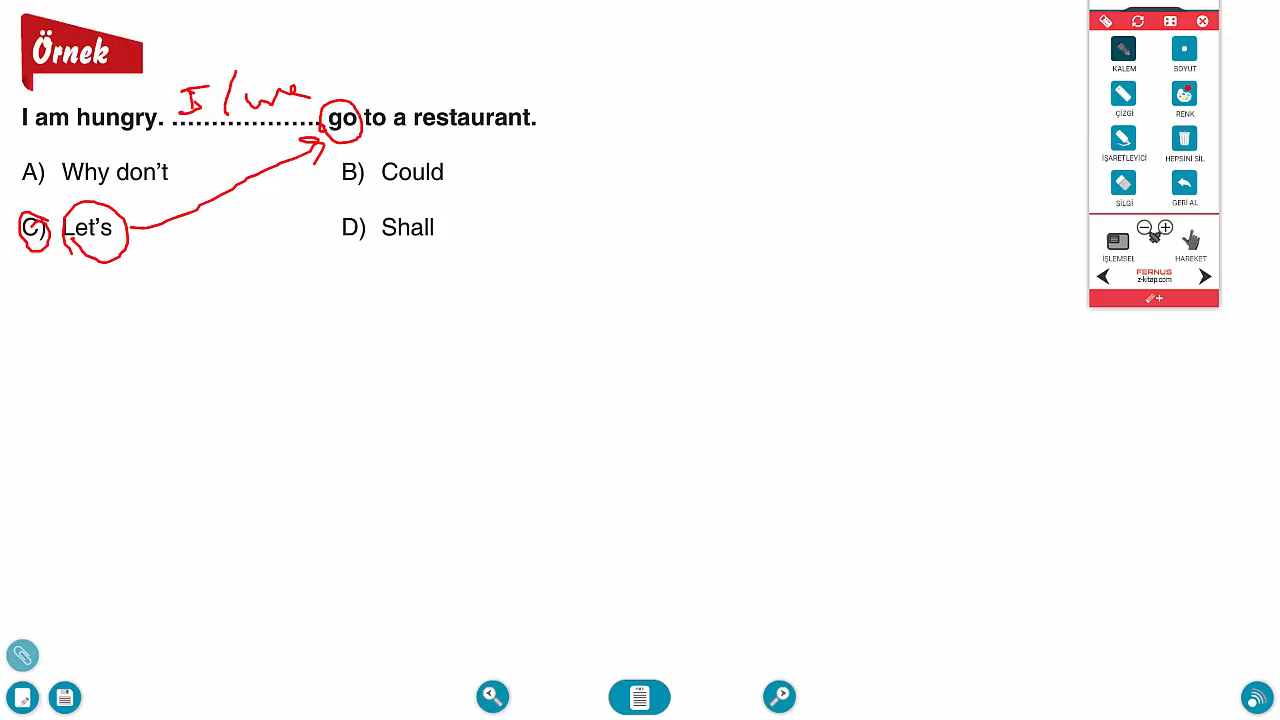 Örnek
I / we
I am hungry. ...................... go to a restaurant.
A) Why don't
B) Could
C) Let's
D) Shall
KALEM
BOYUT
ÇİZGİ
RENK
İŞARETLEYİCİ
HEPSİNİ SİL
SİLGİ
GERİ AL
İŞLEMSEL
HAREKET
FERNUS
z-kitap.com